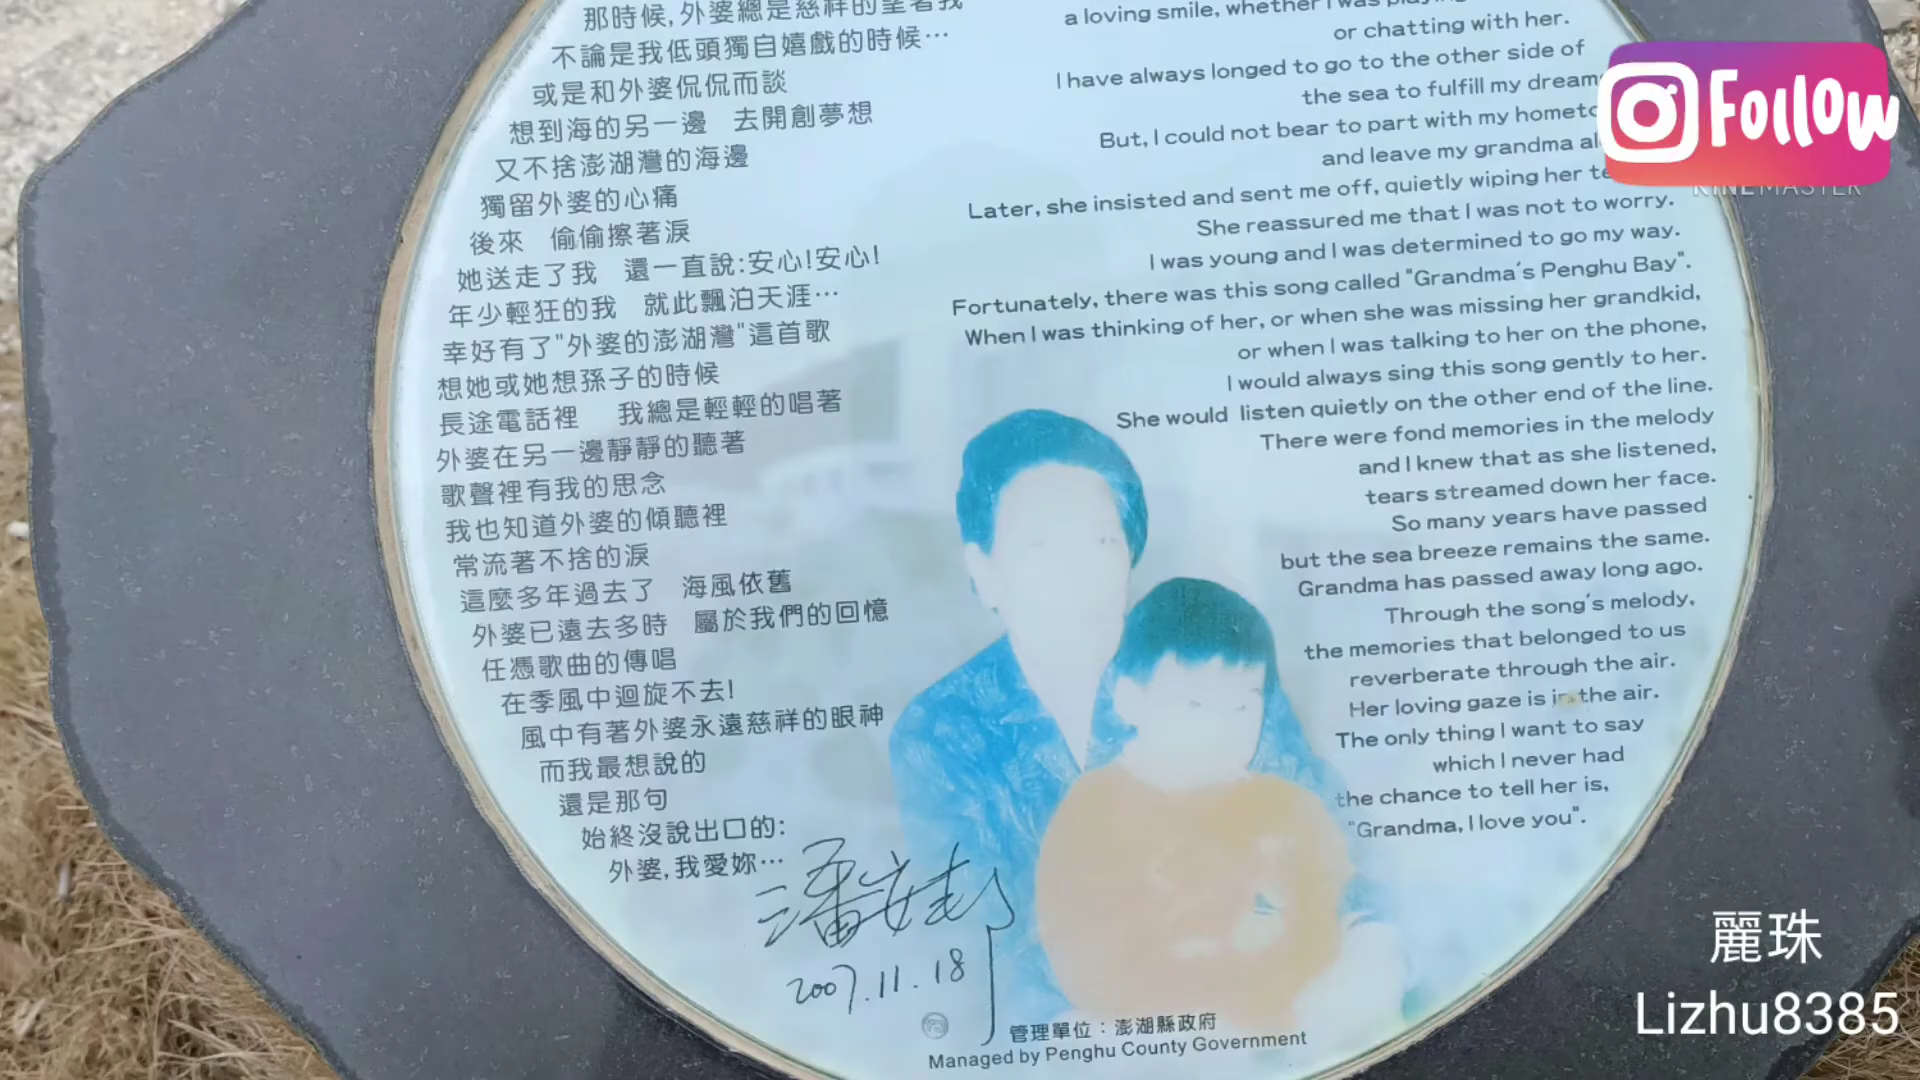 那時候,外婆總是慈祥的望著我
不論是我低頭獨自嬉戲的時候…
或是和外婆侃侃而談
想到海的另一邊 去開創夢想
又不捨澎湖灣的海邊
獨留外婆的心痛
後來 偷偷擦著淚
她送走了我 還一直說:安心!安心!
年少輕狂的我 就此飄泊天涯…
幸好有了"外婆的澎湖灣"這首歌
想她或她想孫子的時候
長途電話裡 我總是輕輕的唱著
外婆在另一邊靜靜的聽著
歌聲裡有我的思念
我也知道外婆的傾聽裡
常流著不捨的淚
這麼多年過去了 海風依舊
外婆已遠去多時 屬於我們的回憶
任憑歌曲的傳唱
在季風中迴旋不去!
風中有著外婆永遠慈祥的眼神
而我最想說的
還是那句
始終沒說出口的:
外婆,我愛妳…
a loving smile, whether I was
or chatting with her.
I have always longed to go to the other side of
the sea to fulfill my dream
But, I could not bear to part with my
and leave my grandma
Later, she insisted and sent me off, quietly wiping her
She reassured me that I was not to worry.
I was young and I was determined to go my way.
Fortunately, there was this song called "Grandma's Penghu Bay".
When I was thinking of her, or when she was missing her grandkid,
or when I was talking to her on the phone,
I would always sing this song gently to her.
She would listen quietly on the other end of the line.
There were fond memories in the melody
and I knew that as she listened,
tears streamed down her face.
So many years have passed
but the sea breeze remains the same.
Grandma has passed away long ago.
Through the song's melody,
the memories that belonged to us
reverberate through the air.
Her loving gaze is in the air.
The only thing I want to say
which I never had
the chance to tell her is,
"Grandma, I love you".
潘安邦
2007.11.18
管理單位：澎湖縣政府
Managed by Penghu County Government
Follow
KINEMASTER
麗珠
Lizhu8385